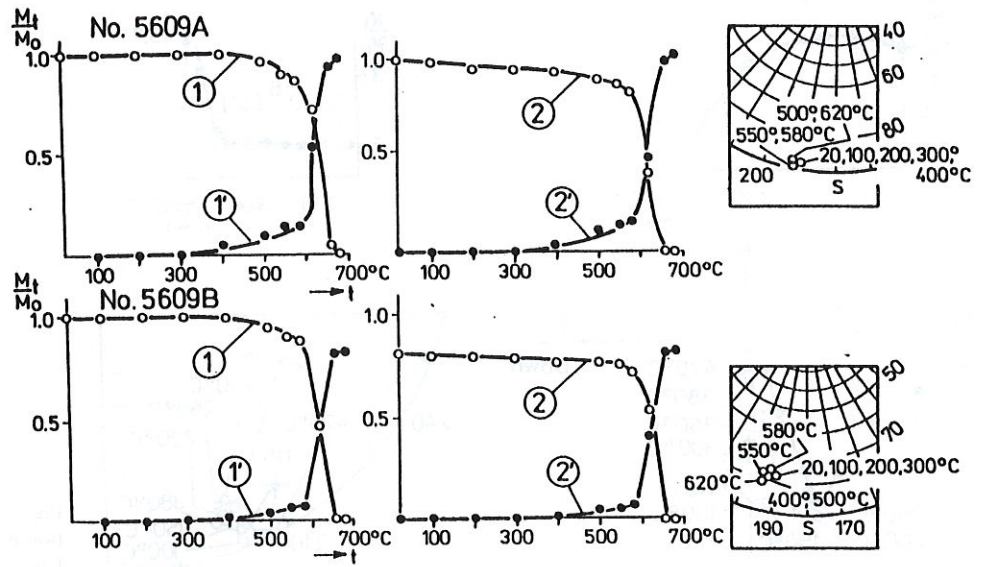 Mt
Mo
No. 5609A
1.0
0.5
1
1'
100 300 500 700°C
t
1.0
0.5
2
2'
100 300 500 700°C
40
60
80
500°,620°C
550°,580°C
20,100,200,300°,
400°C
200
S
Mt
Mo
No. 5609B
1.0
0.5
1
1'
100 300 500 700°C
t
1.0
0.5
2
2'
100 300 500 700°C
50
70
580°C
550°C
20,100,200,300°C
620°C
400°,500°C
190 S 170